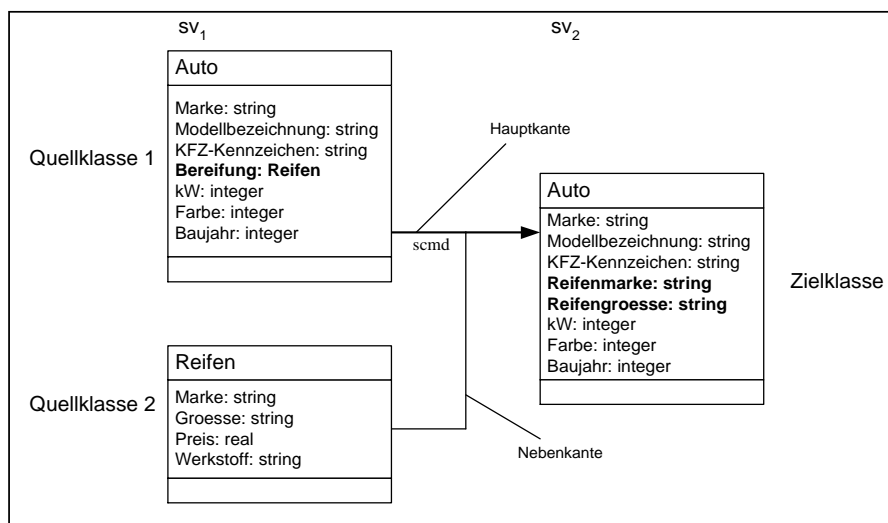 sv1
sv2
Quellklasse 1
Auto
Marke: string
Modellbezeichnung: string
KFZ-Kennzeichen: string
Bereifung: Reifen
kW: integer
Farbe: integer
Baujahr: integer
Hauptkante
scmd
Auto
Marke: string
Modellbezeichnung: string
KFZ-Kennzeichen: string
Reifenmarke: string
Reifengroesse: string
kW: integer
Farbe: integer
Baujahr: integer
Zielklasse
Quellklasse 2
Reifen
Marke: string
Groesse: string
Preis: real
Werkstoff: string
Nebenkante